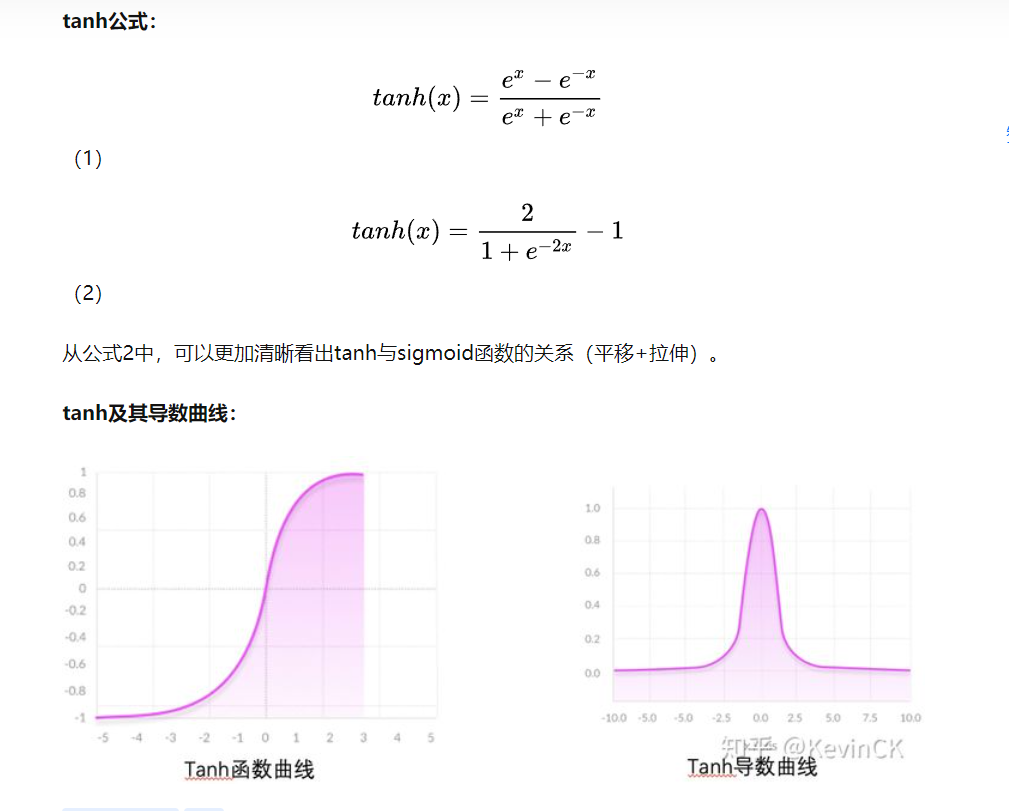 tanh公式：
tanh(x) = \frac{e^x - e^{-x}}{e^x + e^{-x}}
（1）
tanh(x) = \frac{2}{1 + e^{-2x}} - 1
（2）
从公式2中，可以更加清晰看出tanh与sigmoid函数的关系（平移+拉伸）。
tanh及其导数曲线：
1
0.8
0.6
0.4
0.2
0
-0.2
-0.4
-0.6
-0.8
-1
-5 -4 -3 -2 -1 0 1 2 3 4 5
Tanh函数曲线
1.0
0.8
0.6
0.4
0.2
0.0
-10.0 -5.0 -5.0 -2.5 0.0 2.5 5.0 7.5 10.0
知乎 @KevinCK
Tanh导数曲线